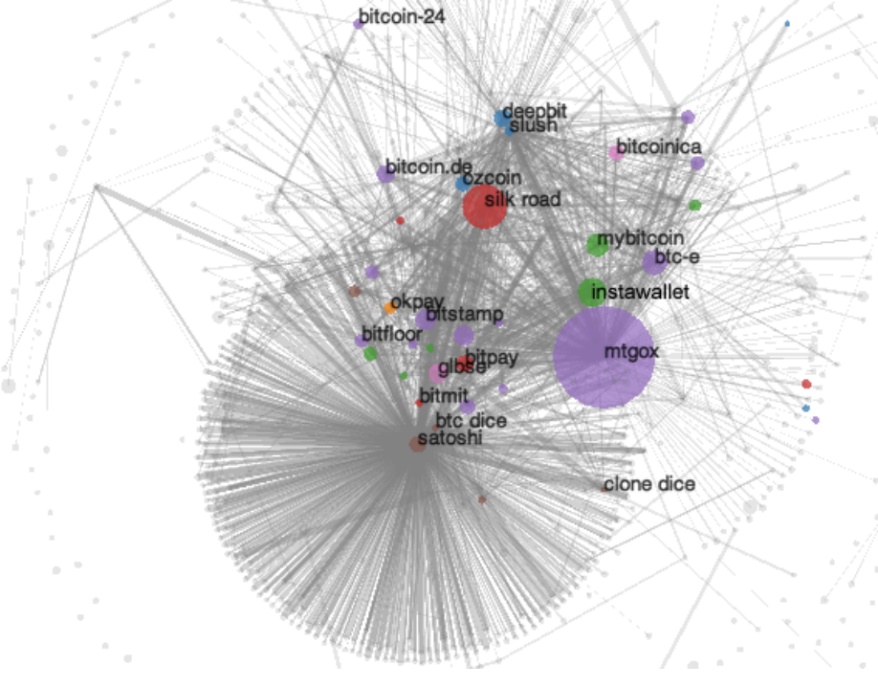 bitcoin-24
deepbit
slush
bitcoinica
bitcoin.de
ozcoin
silk road
mybitcoin
btc-e
instawallet
okpay
bitstamp
bitfloor
mtgox
bitpay
glbse
bitmit
btc dice
satoshi
clone dice